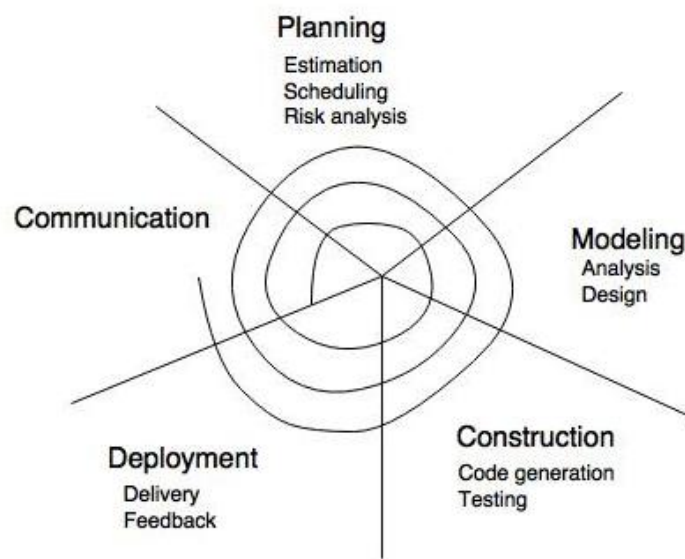 Planning
Estimation
Scheduling
Risk analysis
Communication
Modeling
Analysis
Design
Construction
Code generation
Testing
Deployment
Delivery
Feedback